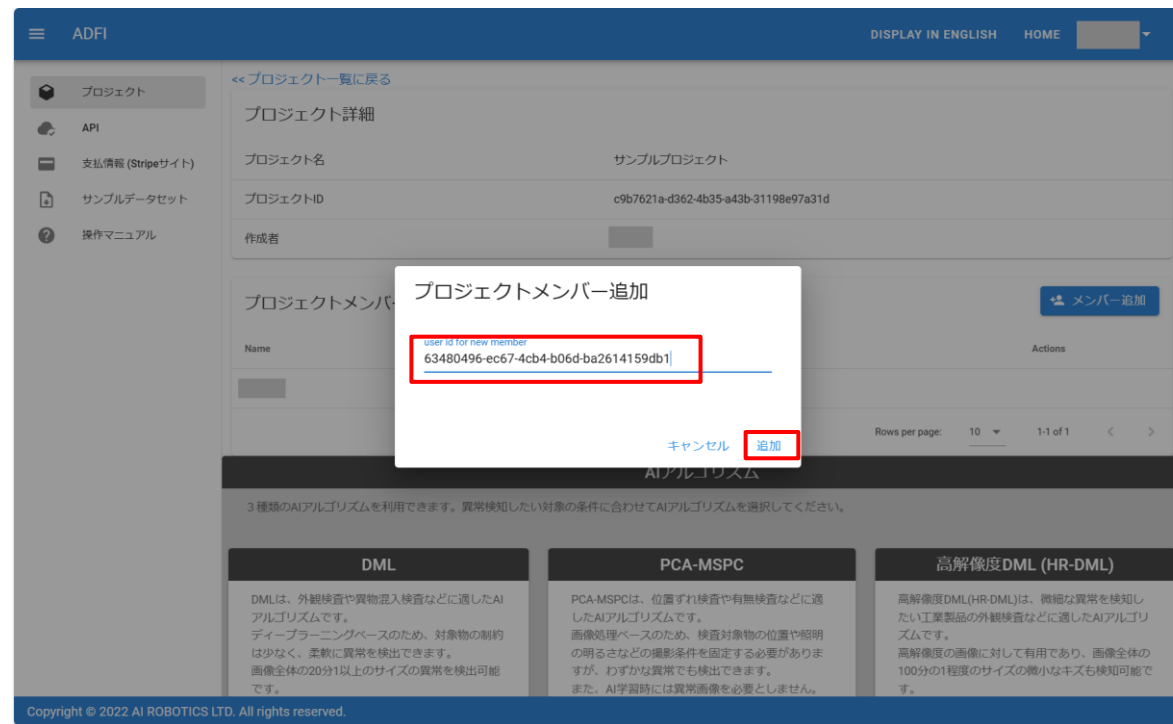 ADFI
DISPLAY IN ENGLISH
HOME
プロジェクト
API
支払情報 (Stripeサイト)
サンプルデータセット
操作マニュアル
<< プロジェクト一覧に戻る
プロジェクト詳細
プロジェクト名
サンプルプロジェクト
プロジェクトID
c9b7621a-d362-4b35-a43b-31198e97a31d
作成者
プロジェクトメンバー
メンバー追加
Name
Actions
プロジェクトメンバー追加
user id for new member
63480496-ec67-4cb4-b06d-ba2614159db1
キャンセル
追加
Rows per page:
10
1-1 of 1
AIアルゴリズム
3種類のAIアルゴリズムを利用できます。異常検知したい対象の条件に合わせてAIアルゴリズムを選択してください。
DML
DMLは、外観検査や異物混入検査などに適したAI
アルゴリズムです。
ディープラーニングベースのため、対象物の制約
は少なく、柔軟に異常を検出できます。
画像全体の20分1以上のサイズの異常を検出可能
です。
PCA-MSPC
PCA-MSPCは、位置ずれ検査や有無検査などに適
したAIアルゴリズムです。
画像処理ベースのため、検査対象物の位置や照明
の明るさなどの撮影条件を固定する必要がありま
すが、わずかな異常でも検出できます。
また、AI学習時には異常画像を必要としません。
高解像度DML (HR-DML)
高解像度DML(HR-DML)は、微細な異常を検知し
たい工業製品の外観検査などに適したAIアルゴリ
ズムです。
高解像度の画像に対して有用であり、画像全体の
100分の1程度のサイズの微小なキズも検知可能で
す。
Copyright © 2022 AI ROBOTICS LTD. All rights reserved.